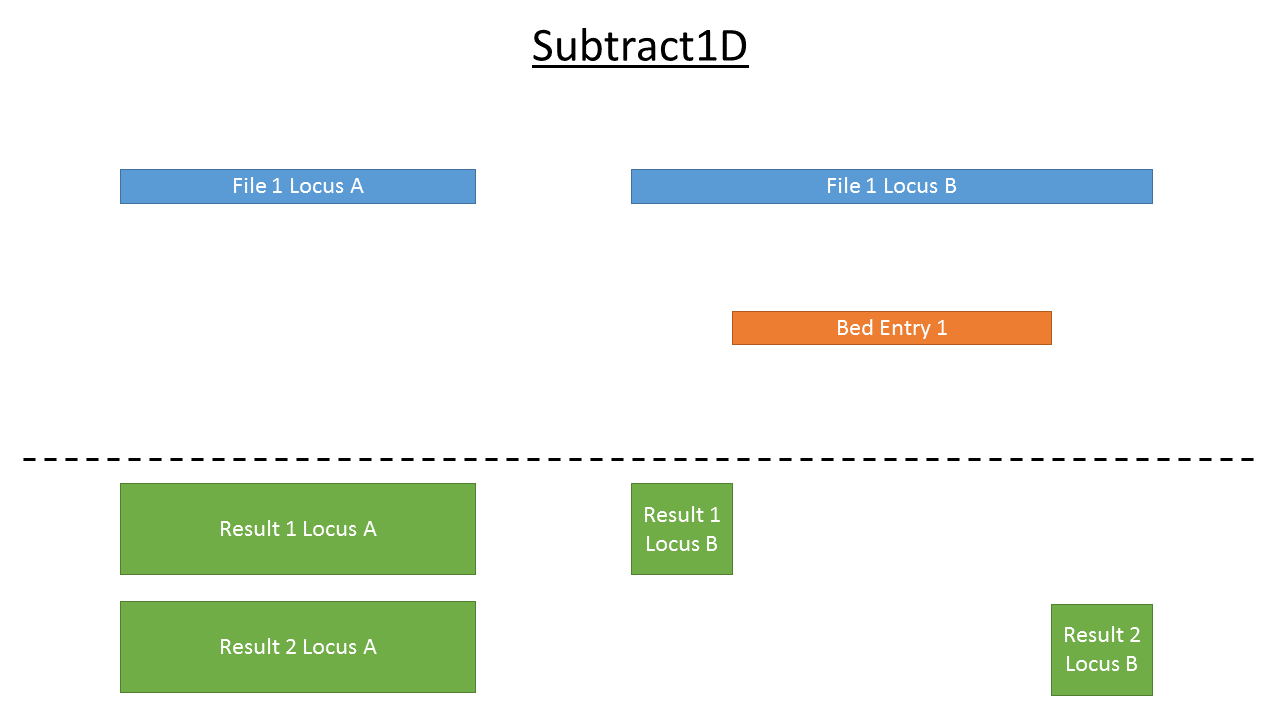 Subtract1D
File 1 Locus A
File 1 Locus B
Bed Entry 1
Result 1 Locus A
Result 1
Locus B
Result 2 Locus A
Result 2
Locus B